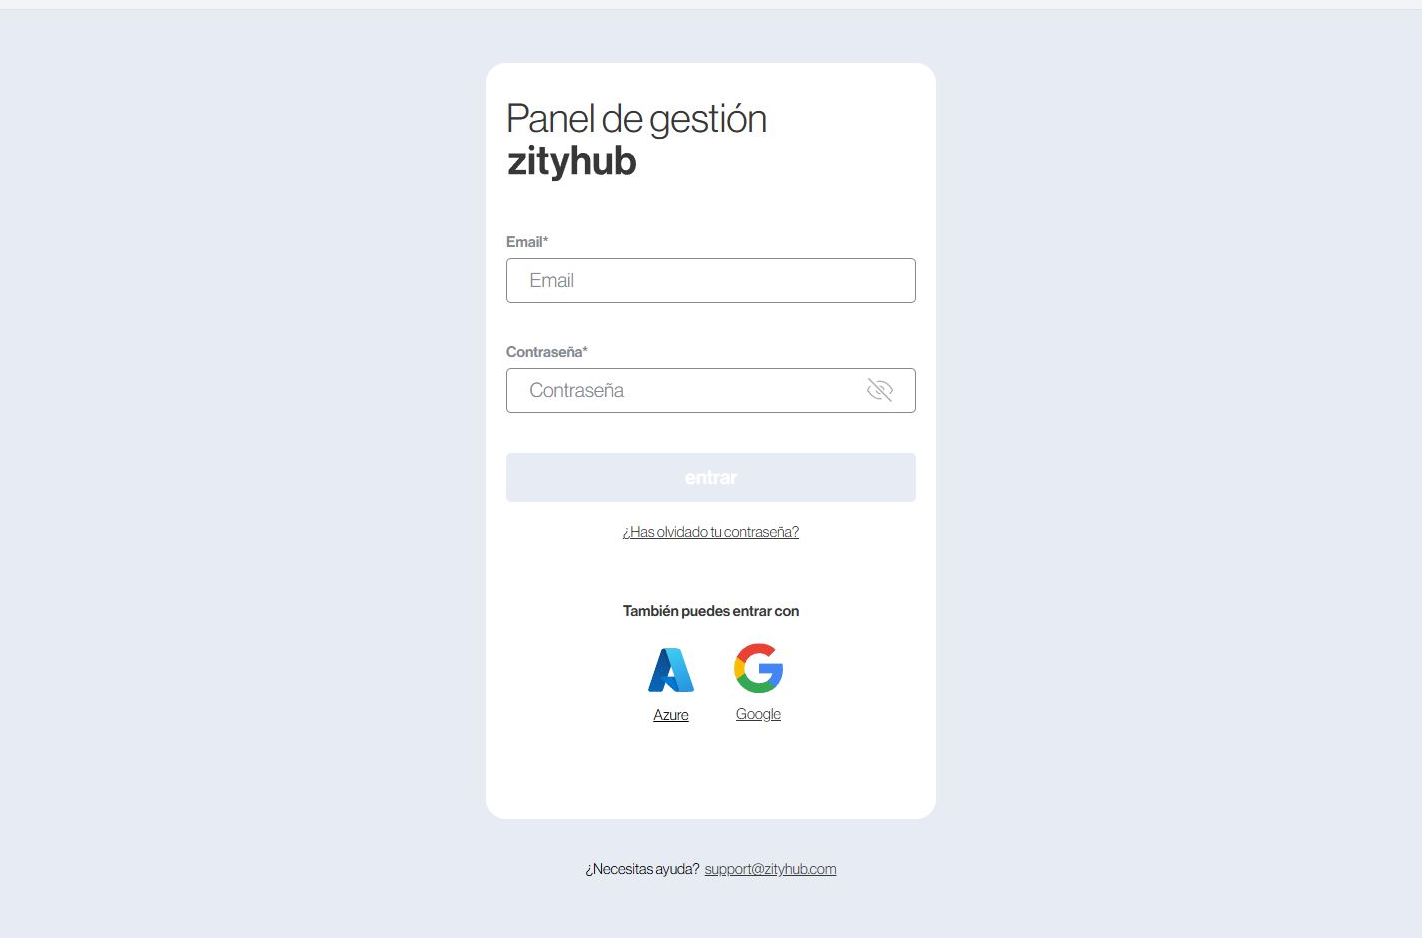 Panel de gestión
zityhub
Email*
Email
Contraseña*
Contraseña
entrar
¿Has olvidado tu contraseña?
También puedes entrar con
Azure Google
¿Necesitas ayuda? support@zityhub.com